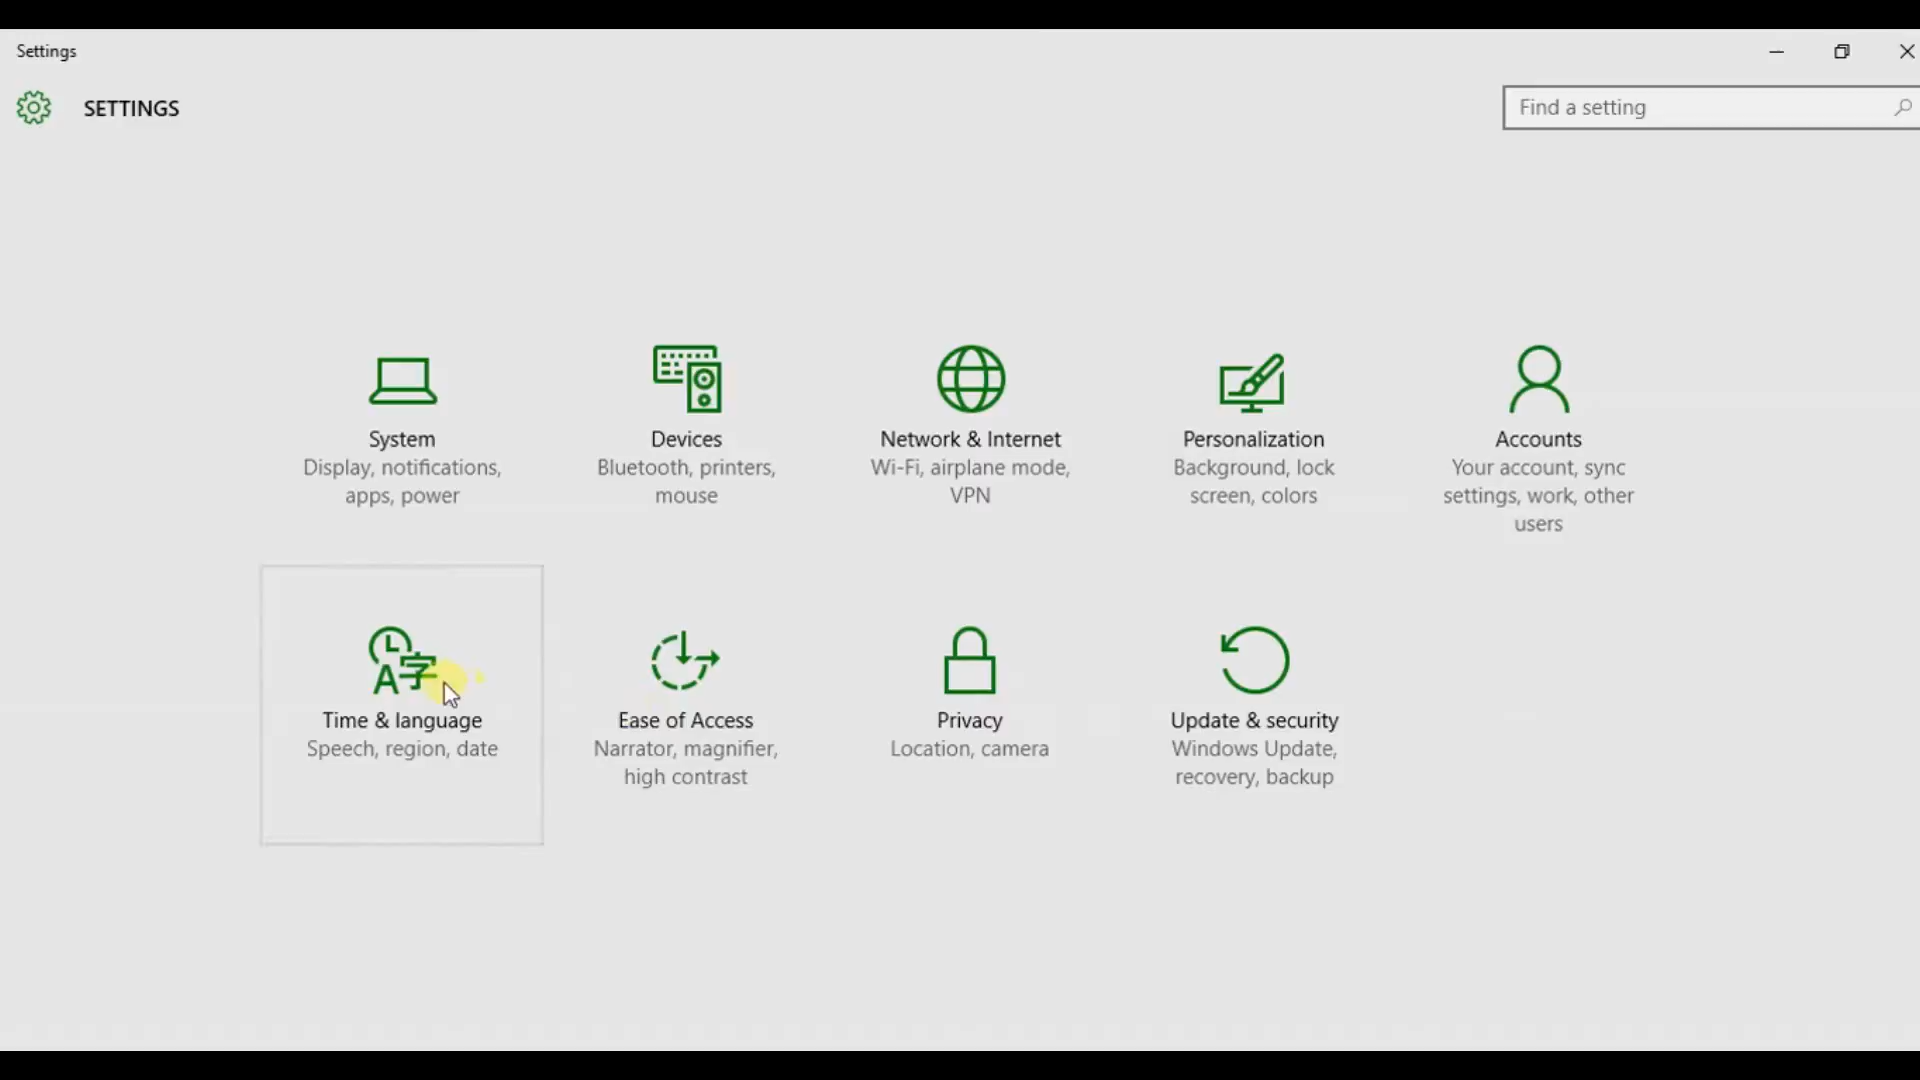 Settings
SETTINGS
Find a setting
System
Display, notifications,
apps, power
Devices
Bluetooth, printers,
mouse
Network & Internet
Wi-Fi, airplane mode,
VPN
Personalization
Background, lock
screen, colors
Accounts
Your account, sync
settings, work, other
users
Time & language
Speech, region, date
Ease of Access
Narrator, magnifier,
high contrast
Privacy
Location, camera
Update & security
Windows Update,
recovery, backup